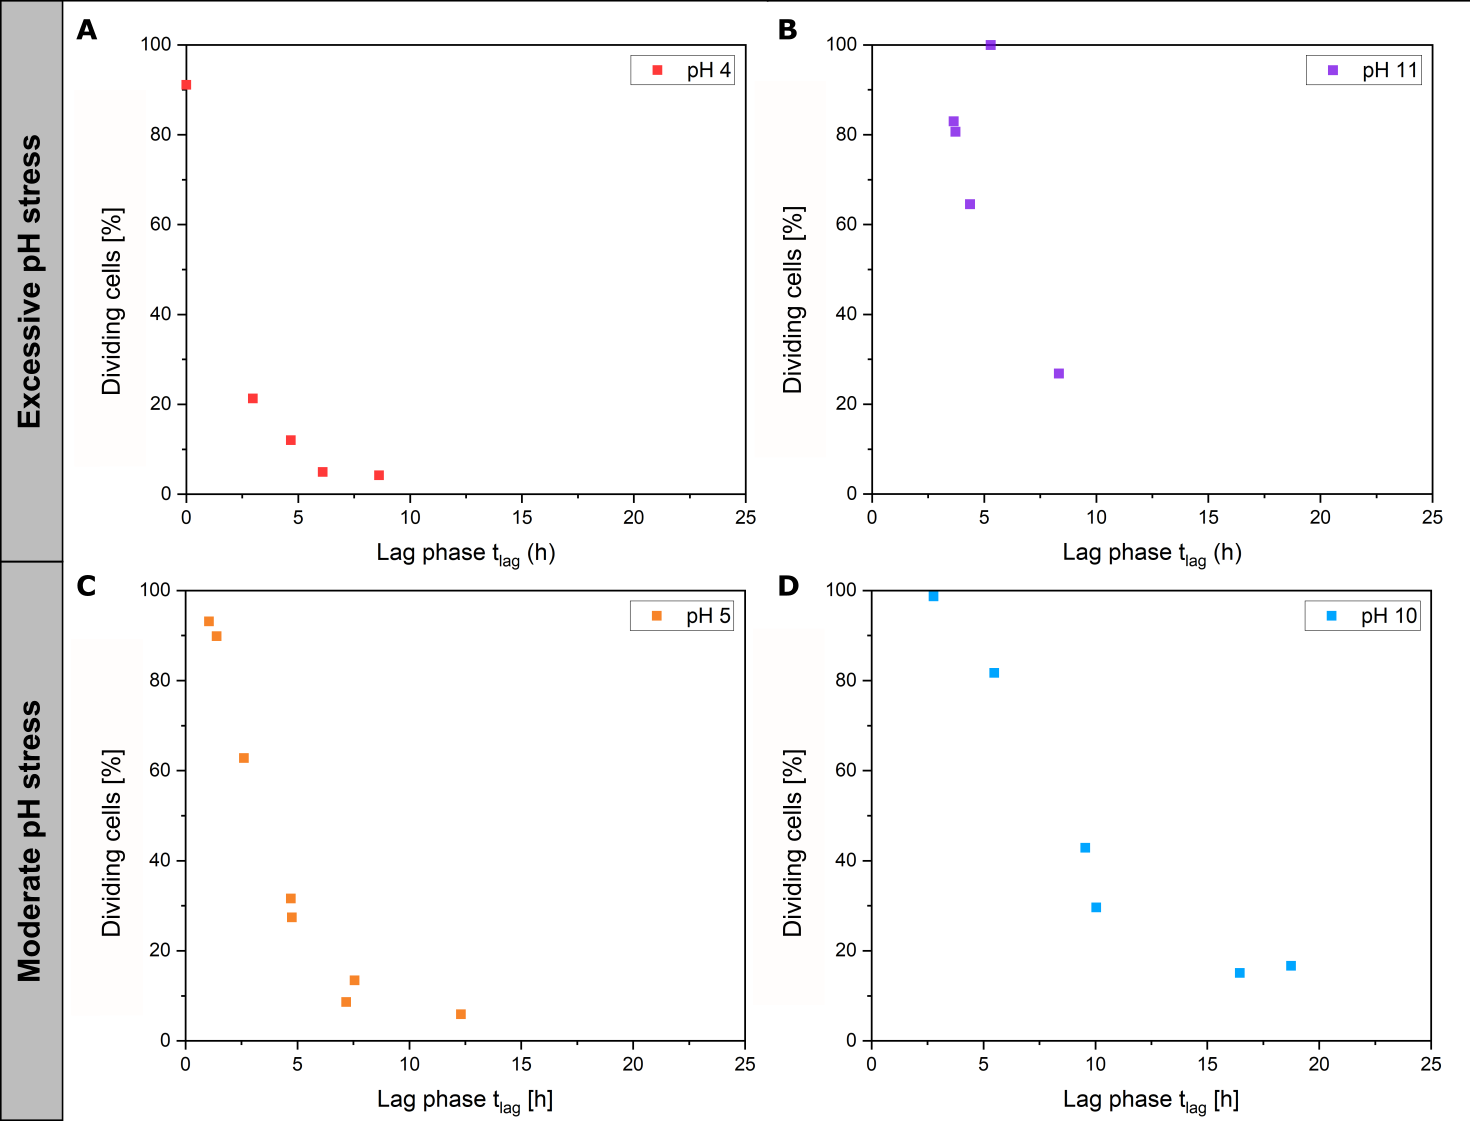 Excessive pH stress
A
100
80
60
40
20
0
Dividing cells [%]
pH 4
0 5 10 15 20 25
Lag phase tlag (h)
B
100
80
60
40
20
0
Dividing cells [%]
pH 11
0 5 10 15 20 25
Lag phase tlag (h)
Moderate pH stress
C
100
80
60
40
20
0
Dividing cells [%]
pH 5
0 5 10 15 20 25
Lag phase tlag [h]
D
100
80
60
40
20
0
Dividing cells [%]
pH 10
0 5 10 15 20 25
Lag phase tlag [h]